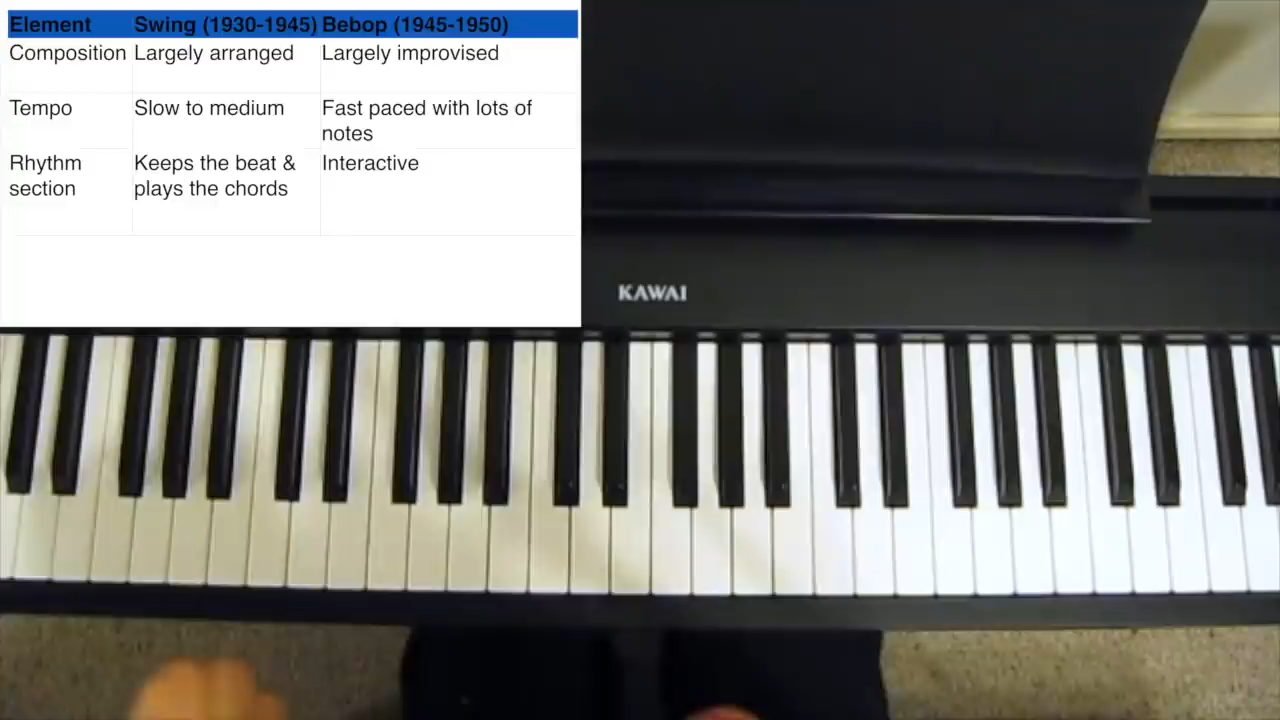 Element Swing (1930-1945) Bebop (1945-1950)
Composition Largely arranged Largely improvised
Tempo Slow to medium Fast paced with lots of
notes
Rhythm Keeps the beat & Interactive
section plays the chords
KAWAI